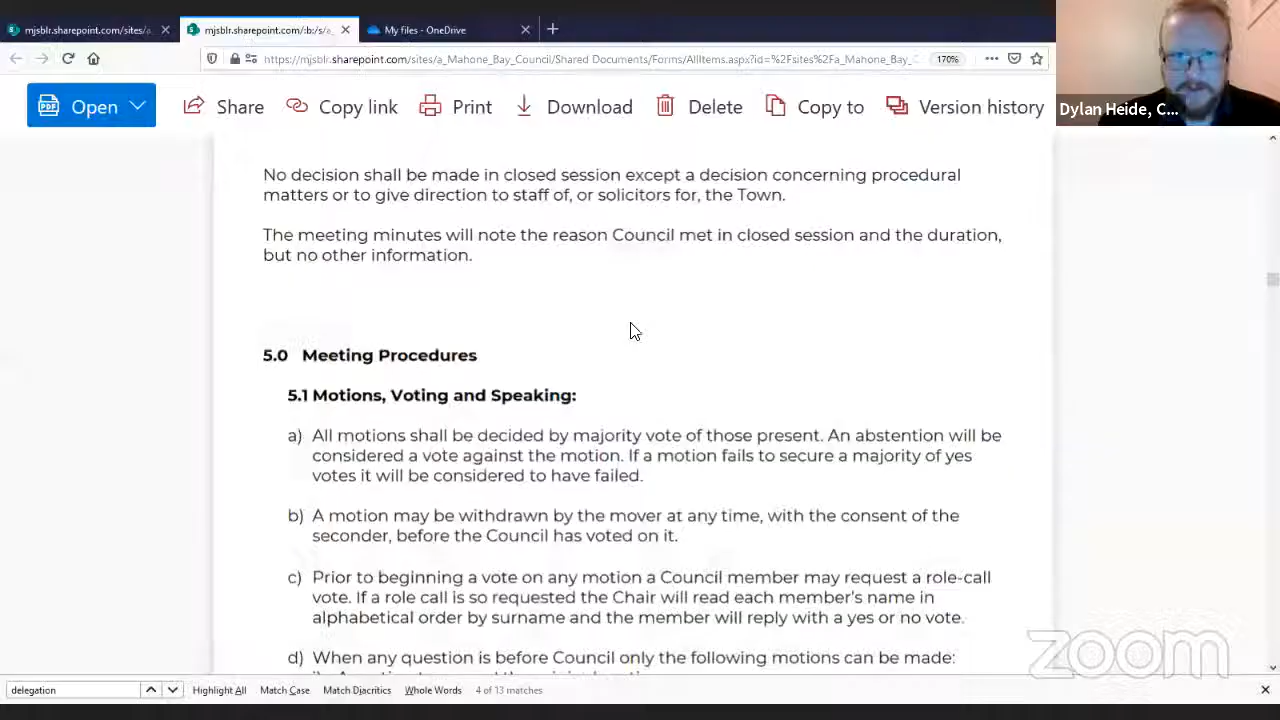 mjsblr.sharepoint.com/sites/a
mjsblr.sharepoint.com/:b:/s/a_
My files - OneDrive
https://mjsblr.sharepoint.com/sites/a_Mahone_Bay_Council/Shared Documents/Forms/AllItems.aspx?id=%2Fsites%2Fa_Mahone_Bay_C
170%
Open
Share
Copy link
Print
Download
Delete
Copy to
Version history
Dylan Heide, C...
No decision shall be made in closed session except a decision concerning procedural
matters or to give direction to staff of, or solicitors for, the Town.
The meeting minutes will note the reason Council met in closed session and the duration,
but no other information.
5.0 Meeting Procedures
5.1 Motions, Voting and Speaking:
a) All motions shall be decided by majority vote of those present. An abstention will be
considered a vote against the motion. If a motion fails to secure a majority of yes
votes it will be considered to have failed.
b) A motion may be withdrawn by the mover at any time, with the consent of the
seconder, before the Council has voted on it.
c) Prior to beginning a vote on any motion a Council member may request a role-call
vote. If a role call is so requested the Chair will read each member's name in
alphabetical order by surname and the member will reply with a yes or no vote.
d) When any question is before Council only the following motions can be made:
zoom
delegation
Highlight All
Match Case
Match Diacritics
Whole Words
4 of 13 matches